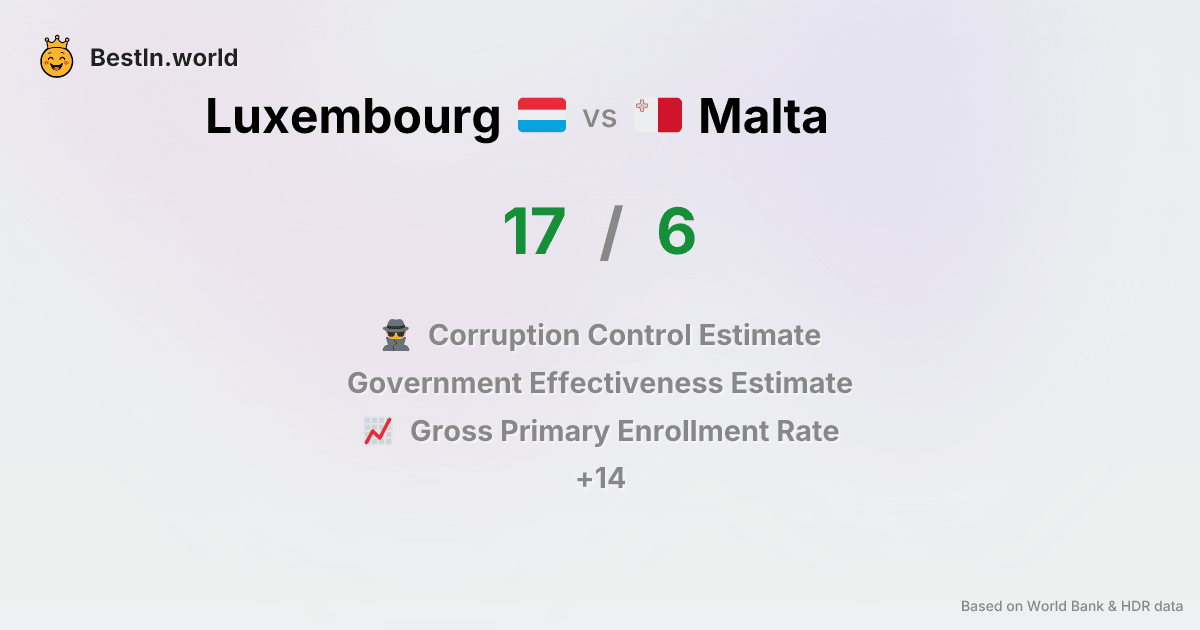 BestIn.world
Luxembourg vs Malta
17 / 6
Corruption Control Estimate
Government Effectiveness Estimate
Gross Primary Enrollment Rate
+14
Based on World Bank & HDR data